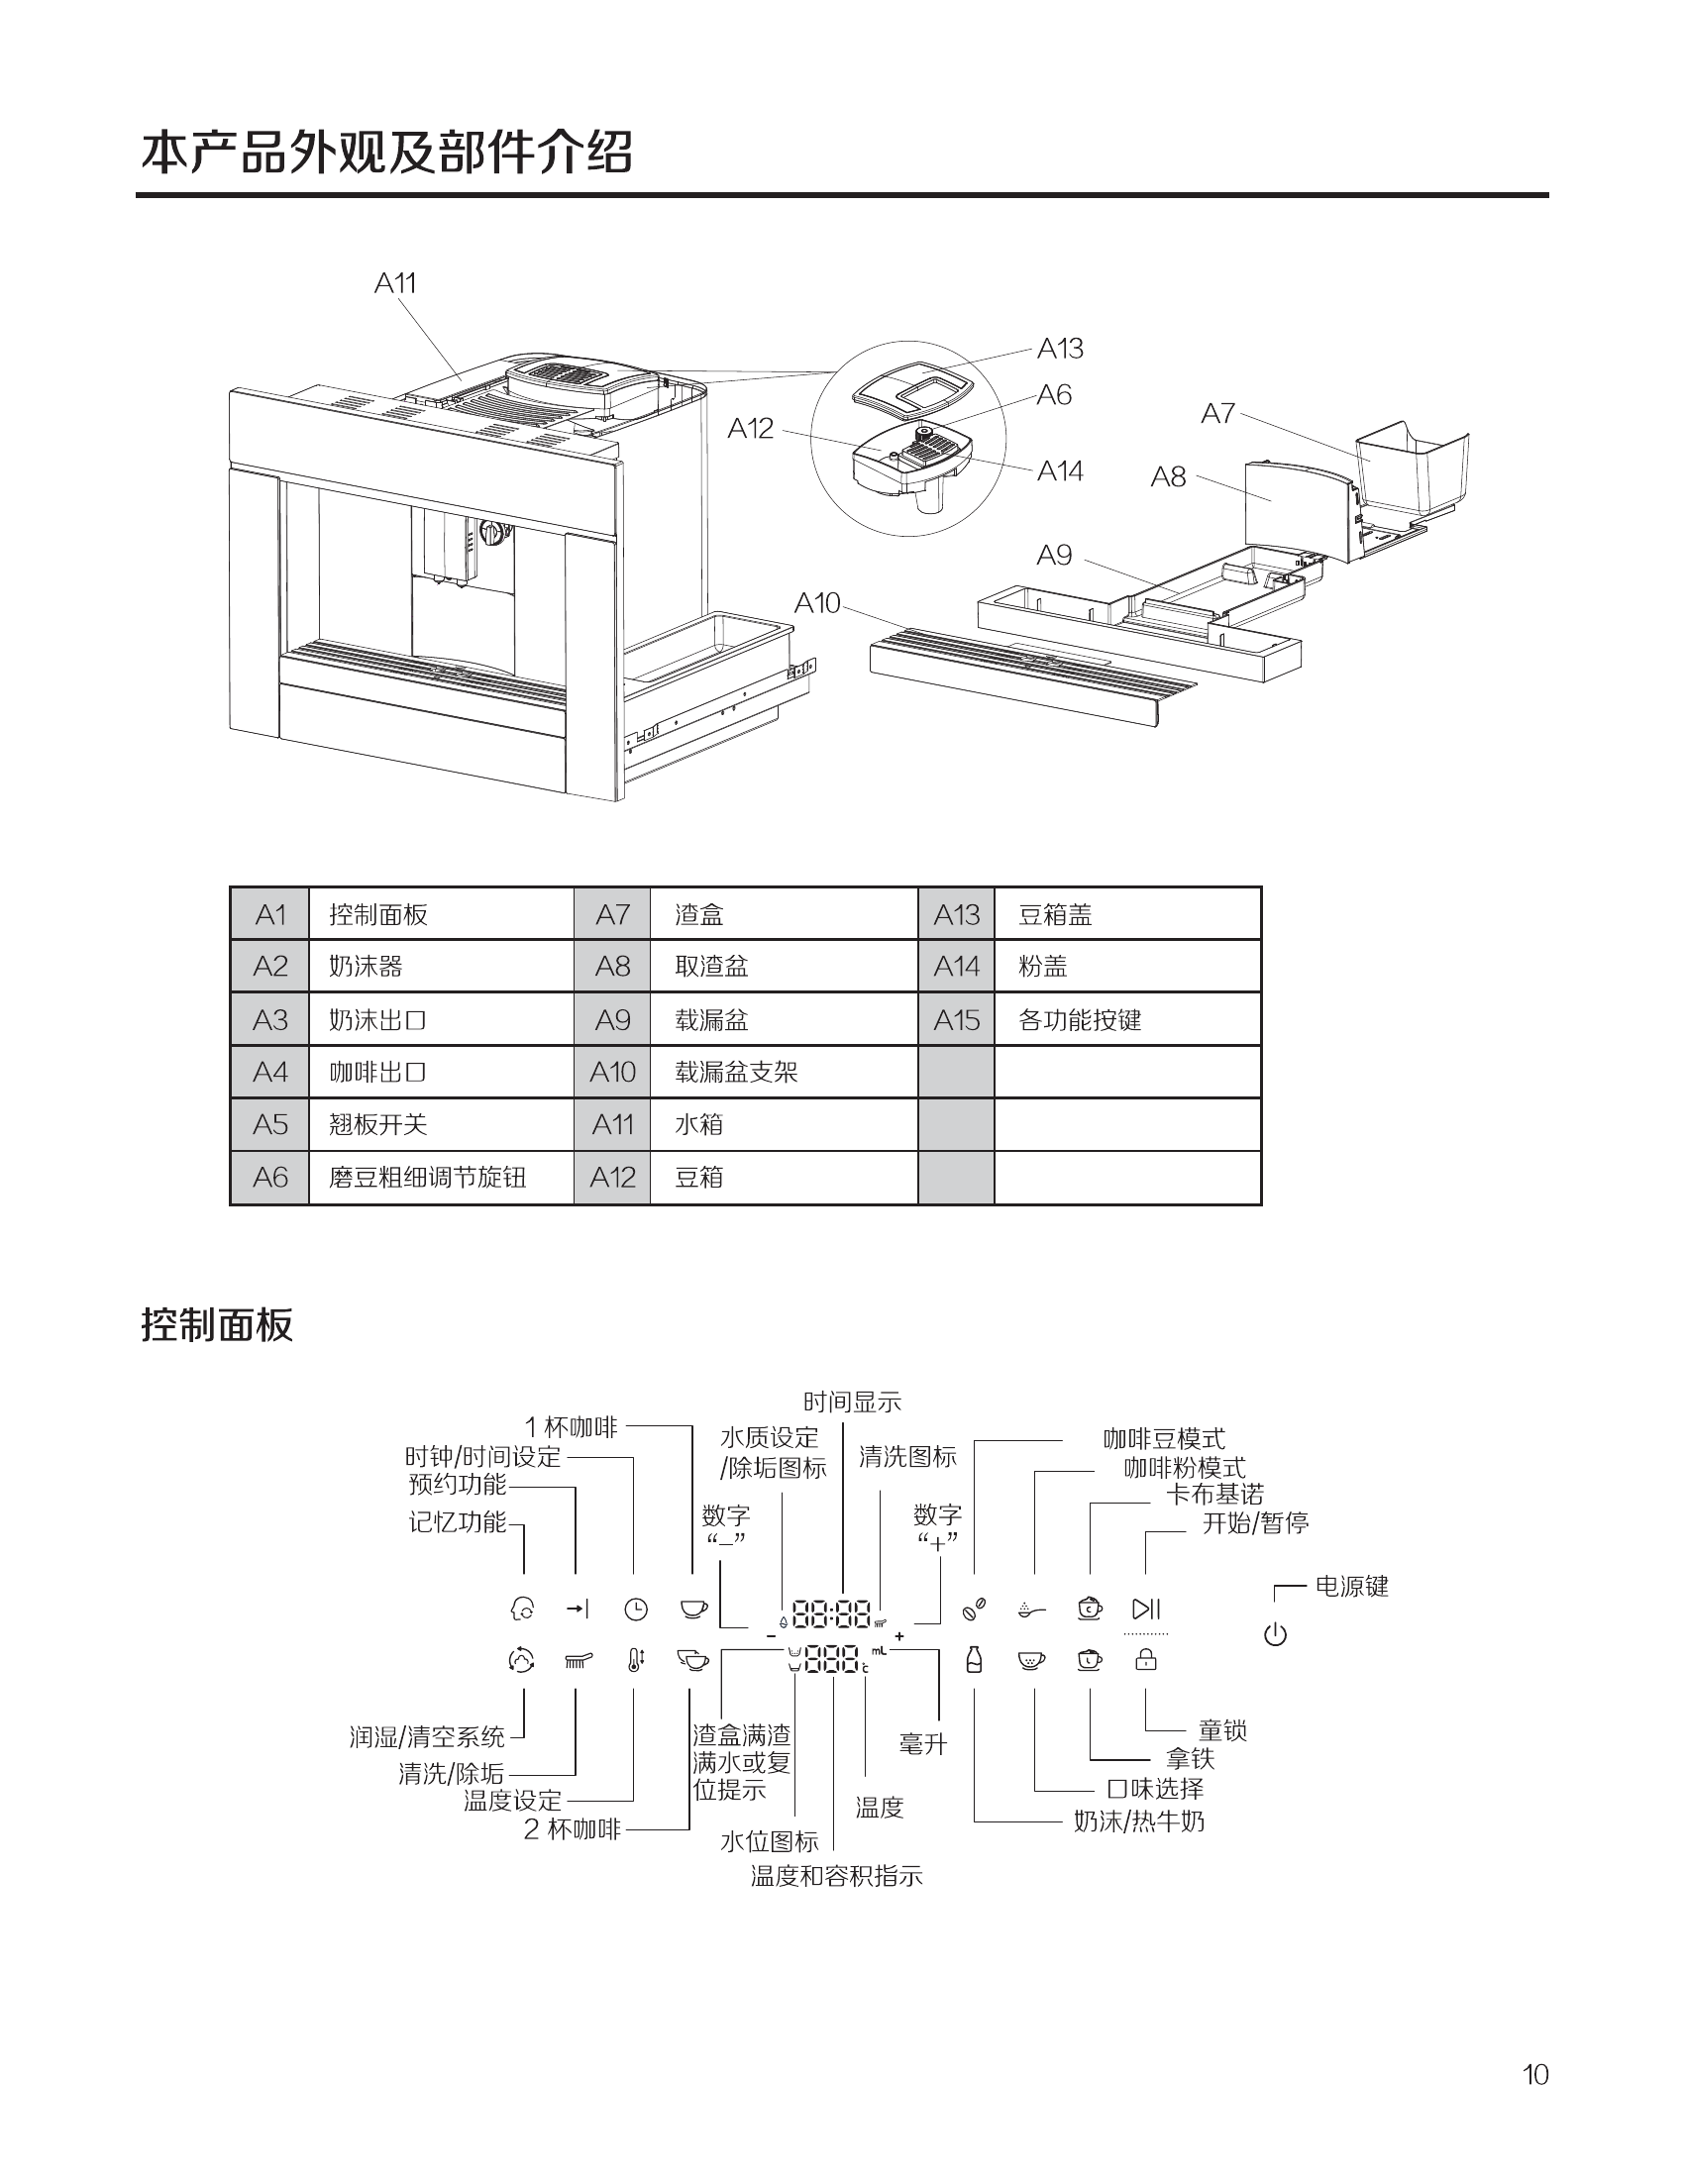 本产品外观及部件介绍
A11
A13
A6
A12
A14
A7
A8
A9
A10
A1 控制面板 A7 渣盒 A13 豆箱盖
A2 奶沫器 A8 取渣盆 A14 粉盖
A3 奶沫出口 A9 载漏盆 A15 各功能按键
A4 咖啡出口 A10 载漏盆支架
A5 翘板开关 A11 水箱
A6 磨豆粗细调节旋钮 A12 豆箱
控制面板
时间显示
1 杯咖啡
时钟/时间设定
预约功能
记忆功能
水质设定
/除垢图标
清洗图标
数字
“–”
数字
“+”
咖啡豆模式
咖啡粉模式
卡布基诺
开始/暂停
电源键
88:88
- +
888 °C mL
润湿/清空系统
清洗/除垢
温度设定
2 杯咖啡
渣盒满渣
满水或复
位提示
水位图标
温度和容积指示
温度
毫升
童锁
拿铁
口味选择
奶沫/热牛奶
10